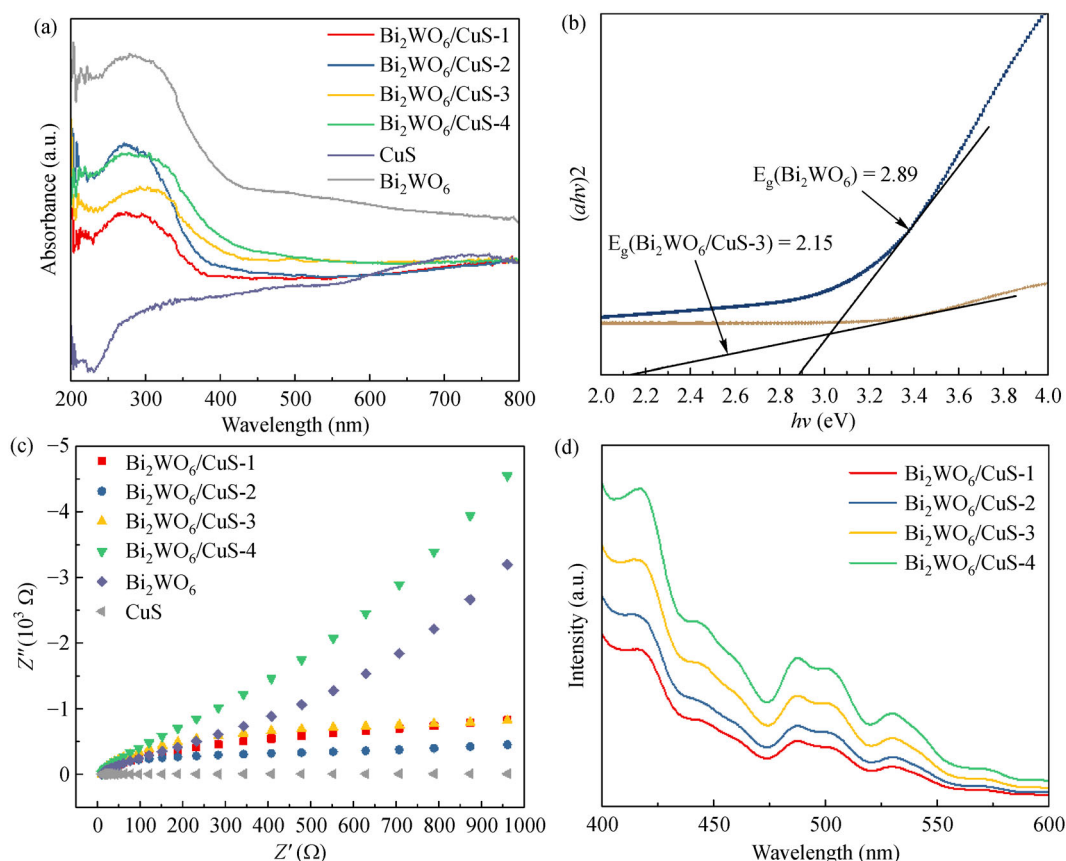 (a)
Bi₂WO₆/CuS-1
Bi₂WO₆/CuS-2
Bi₂WO₆/CuS-3
Bi₂WO₆/CuS-4
CuS
Bi₂WO₆
Absorbance (a.u.)
200 300 400 500 600 700 800
Wavelength (nm)
(b)
E_g(Bi₂WO₆) = 2.89
E_g(Bi₂WO₆/CuS-3) = 2.15
(ahv)2
2.0 2.2 2.4 2.6 2.8 3.0 3.2 3.4 3.6 3.8 4.0
hv (eV)
(c)
−5
−4
−3
−2
−1
0
Bi₂WO₆/CuS-1
Bi₂WO₆/CuS-2
Bi₂WO₆/CuS-3
Bi₂WO₆/CuS-4
Bi₂WO₆
CuS
Z″(10³ Ω)
0 100 200 300 400 500 600 700 800 900 1000
Z′ (Ω)
(d)
Bi₂WO₆/CuS-1
Bi₂WO₆/CuS-2
Bi₂WO₆/CuS-3
Bi₂WO₆/CuS-4
Intensity (a.u.)
400 450 500 550 600
Wavelength (nm)